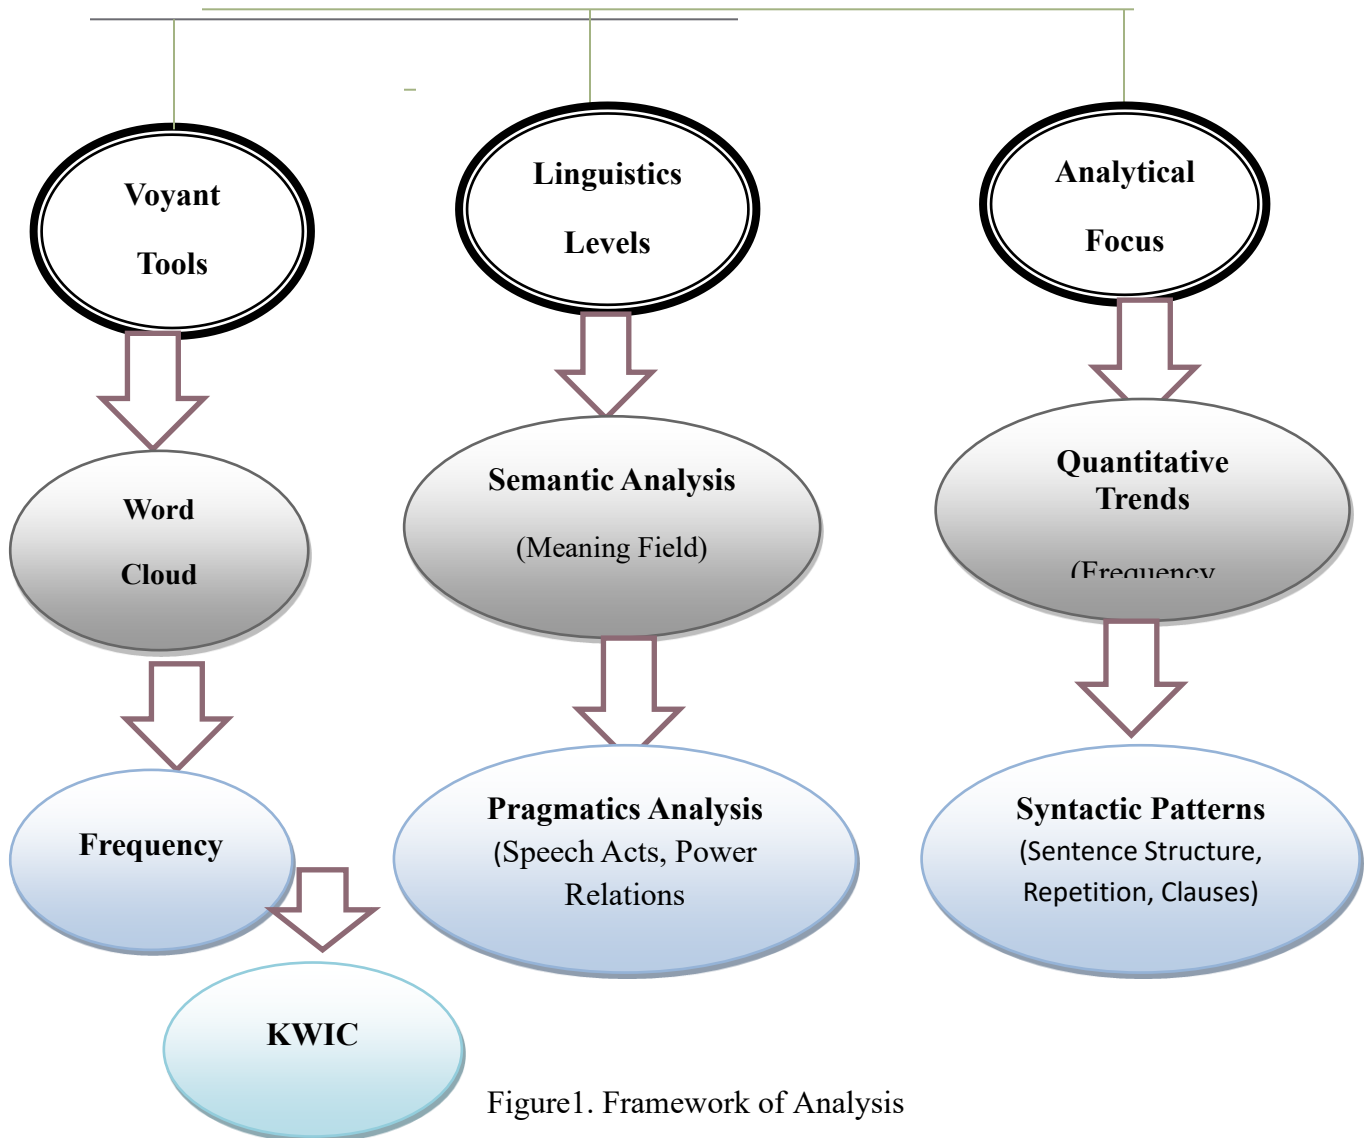 Voyant
Tools
Word
Cloud
Frequency
KWIC
Linguistics
Levels
Semantic Analysis
(Meaning Field)
Pragmatics Analysis
(Speech Acts, Power
Relations
Analytical
Focus
Quantitative
Trends
(Frequency
Syntactic Patterns
(Sentence Structure,
Repetition, Clauses)
Figure1. Framework of Analysis